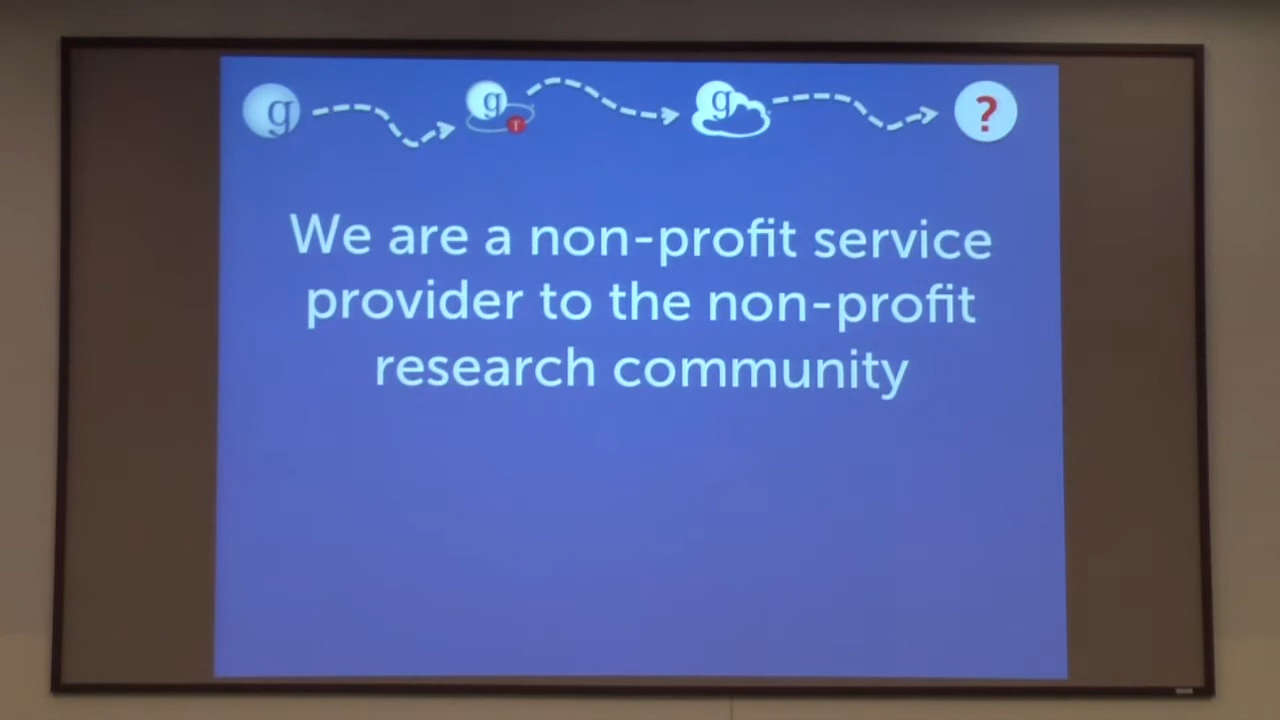 g g T g ?
We are a non-profit service
provider to the non-profit
research community